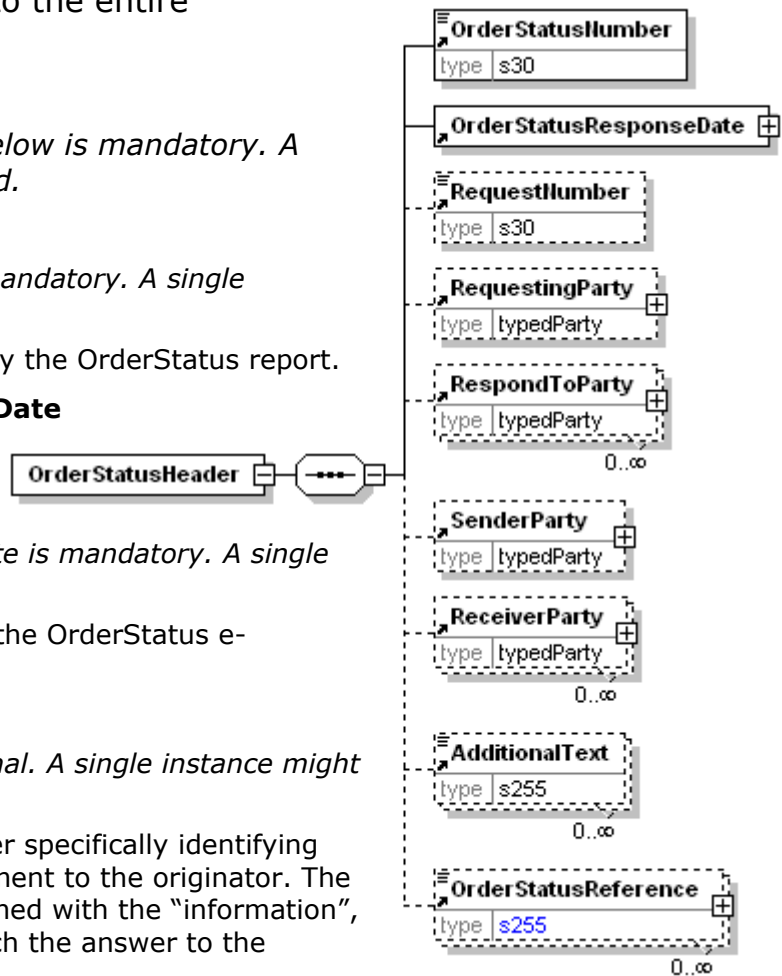 to the entire
elow is mandatory. A
d.
andatory. A single
y the OrderStatus report.
Date
te is mandatory. A single
the OrderStatus e-
nal. A single instance might
er specifically identifying
ment to the originator. The
ned with the “information”,
ch the answer to the
OrderStatusHeader
OrderStatusNumber
type s30
OrderStatusResponseDate
RequestNumber
type s30
RequestingParty
type typedParty
RespondToParty
type typedParty
0..∞
SenderParty
type typedParty
ReceiverParty
type typedParty
0..∞
AdditionalText
type s255
0..∞
OrderStatusReference
type s255
0..∞